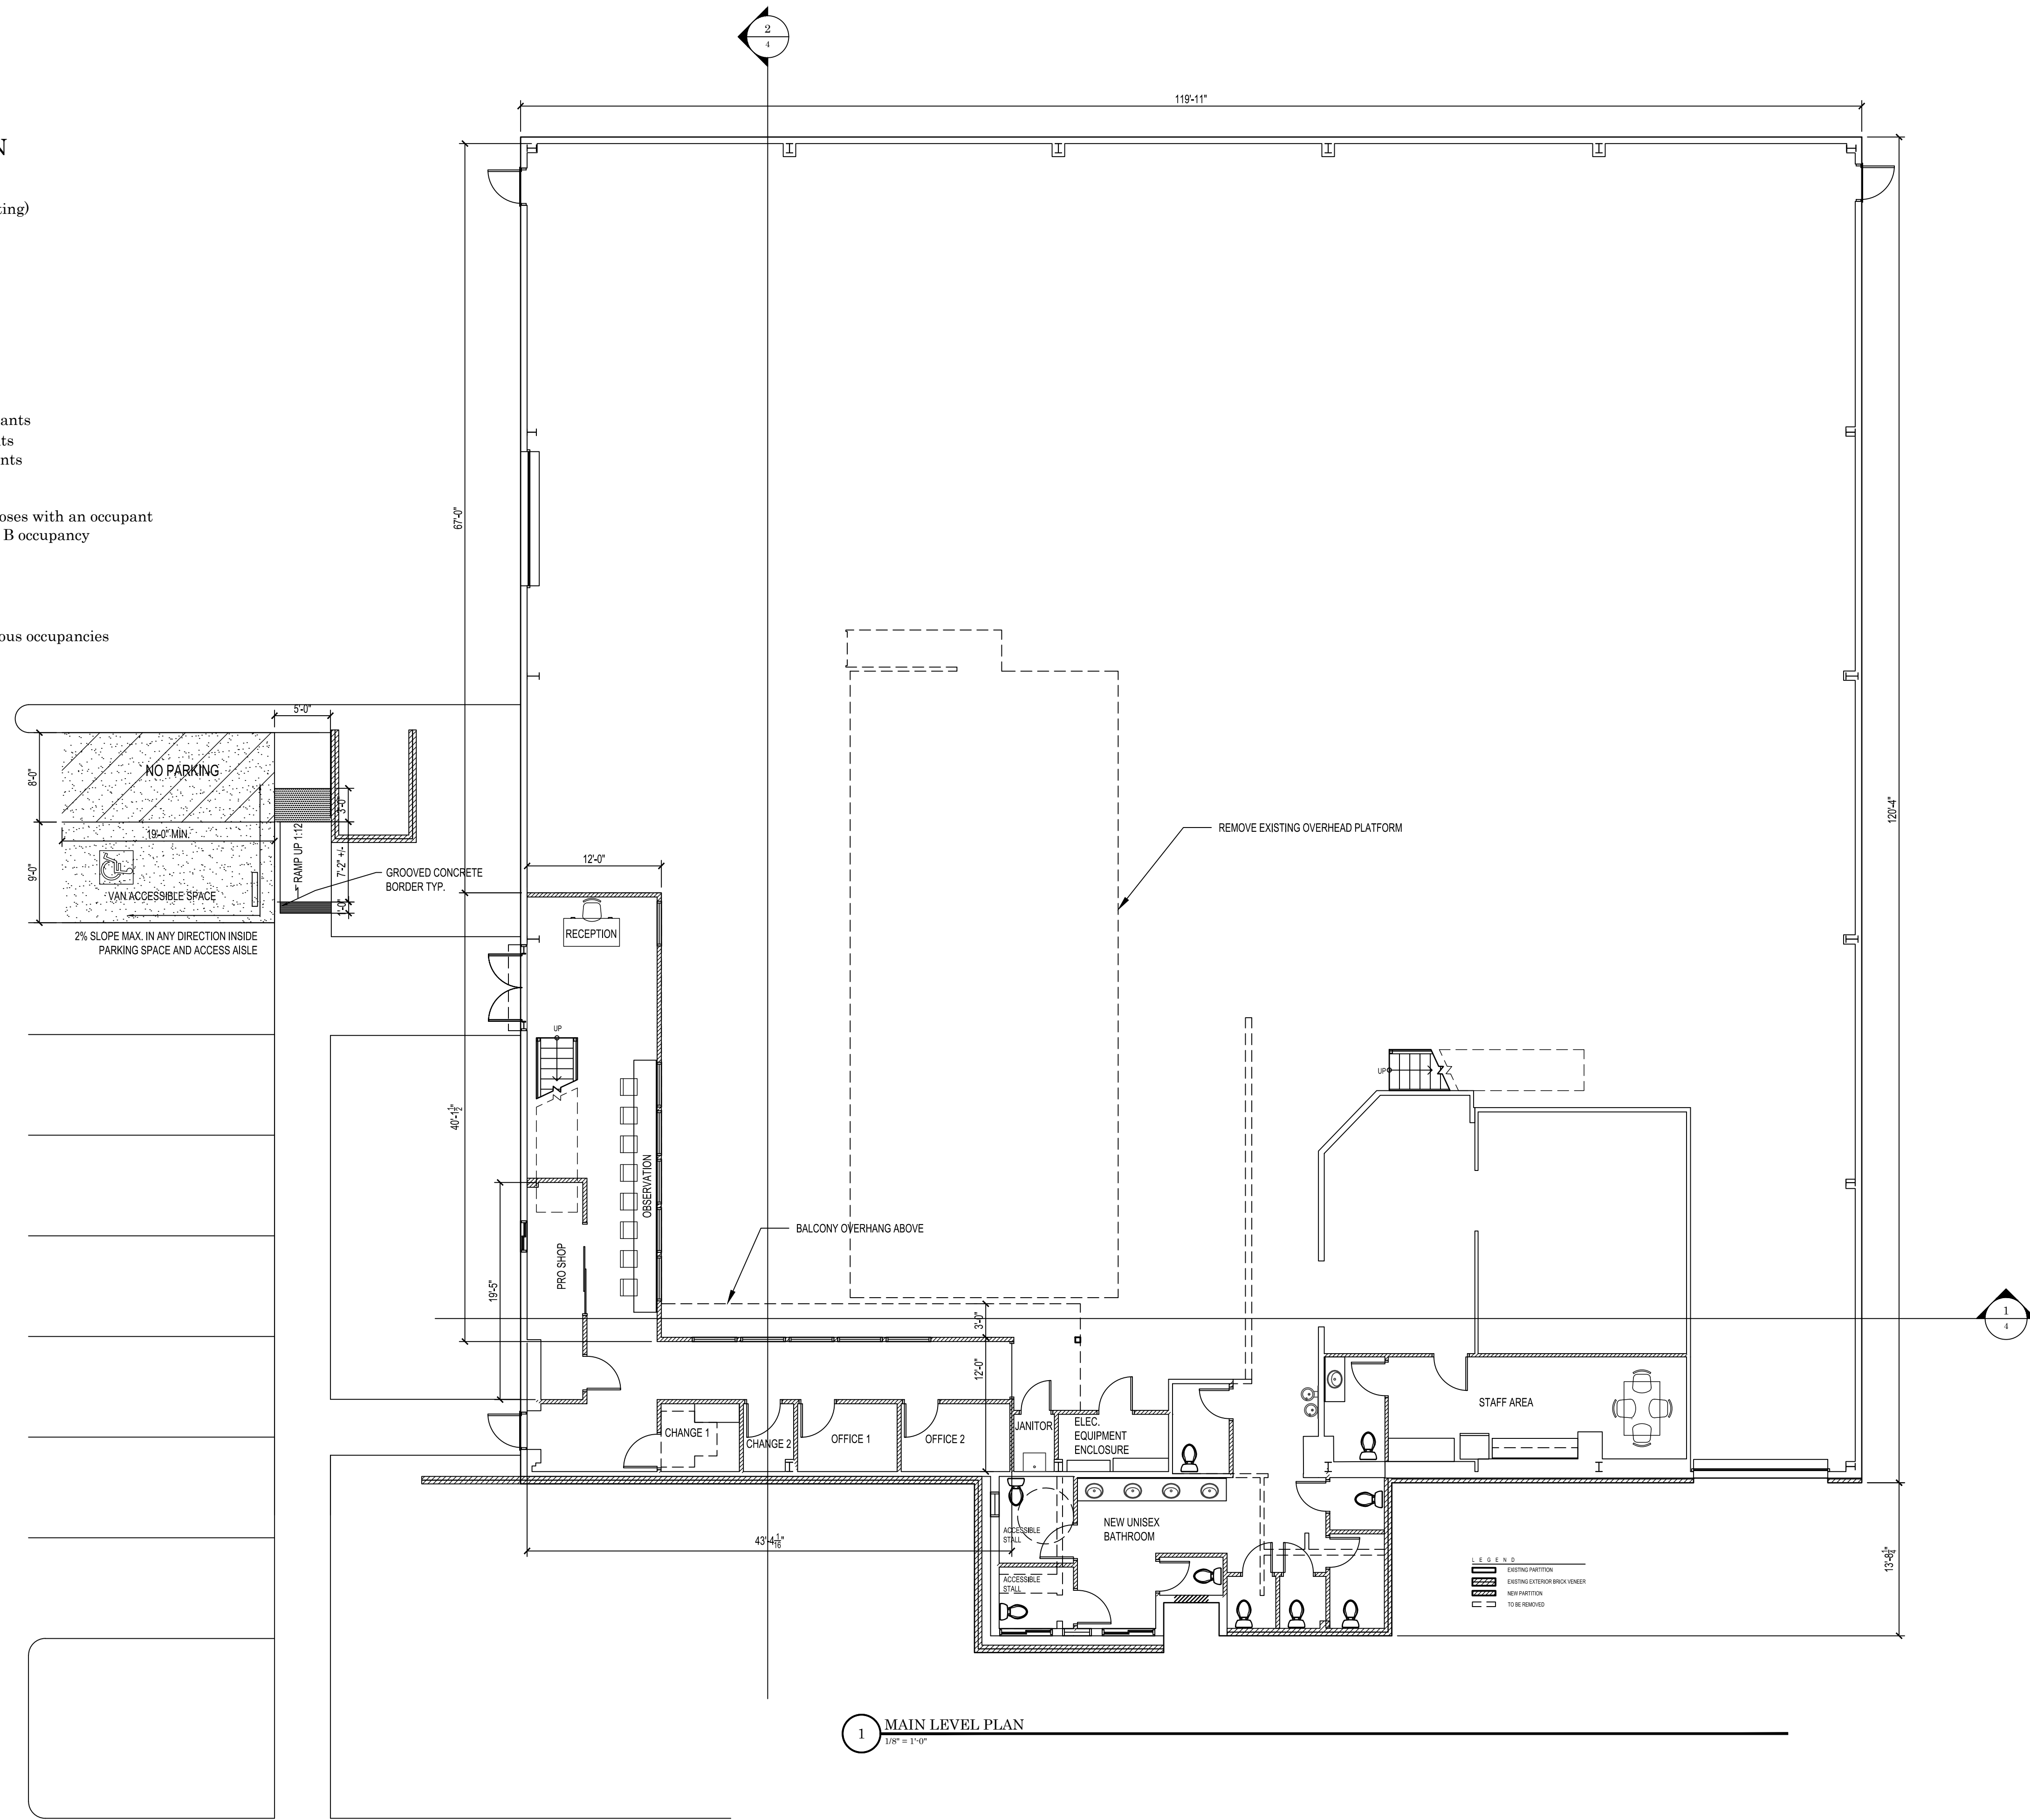 2
4
119'-11"
N
ting)
ants
ts
nts
oses with an occupant
B occupancy
ous occupancies
67'-0"
120'-4"
5'-0"
8'-0"
NO PARKING
3'-0"
19'-0" MIN.
RAMP UP 1:12
7'-2" +/-
9'-0"
VAN ACCESSIBLE SPACE
1'-0"
GROOVED CONCRETE
BORDER TYP.
2% SLOPE MAX. IN ANY DIRECTION INSIDE
PARKING SPACE AND ACCESS AISLE
REMOVE EXISTING OVERHEAD PLATFORM
12'-0"
RECEPTION
UP
40'-1 1/2"
OBSERVATION
UP
BALCONY OVERHANG ABOVE
19'-5"
PRO SHOP
3'-0"
12'-0"
1
4
CHANGE 1
CHANGE 2
OFFICE 1
OFFICE 2
JANITOR
ELEC.
EQUIPMENT
ENCLOSURE
STAFF AREA
ACCESSIBLE
STALL
NEW UNISEX
BATHROOM
43'-4 1/16"
ACCESSIBLE
STALL
13'-8 1/4"
LEGEND
EXISTING PARTITION
EXISTING EXTERIOR BRICK VENEER
NEW PARTITION
TO BE REMOVED
1
MAIN LEVEL PLAN
1/8" = 1'-0"